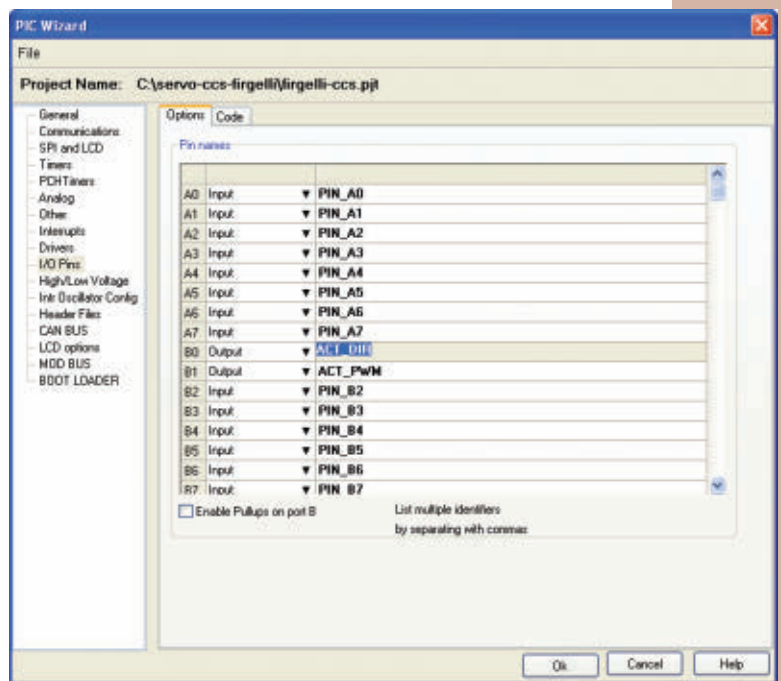 PIC Wizard
File
Project Name: C:\servo-ccs-firgelli\firgelli-ccs.pjt
General
Communications
SPI and LCD
Timers
PCH Timers
Analog
Other
Interrupts
Drivers
I/O Pins
High/Low Voltage
Intr Oscillator Config
Header Files
CAN BUS
LCD options
MOD BUS
BOOT LOADER
Options Code
Pin names
A0 Input PIN_A0
A1 Input PIN_A1
A2 Input PIN_A2
A3 Input PIN_A3
A4 Input PIN_A4
A5 Input PIN_A5
A6 Input PIN_A6
A7 Input PIN_A7
B0 Output ACT_DIR
B1 Output ACT_PWM
B2 Input PIN_B2
B3 Input PIN_B3
B4 Input PIN_B4
B5 Input PIN_B5
B6 Input PIN_B6
B7 Input PIN_B7
Enable Pullups on port B
List multiple identifiers
by separating with commas
Ok Cancel Help